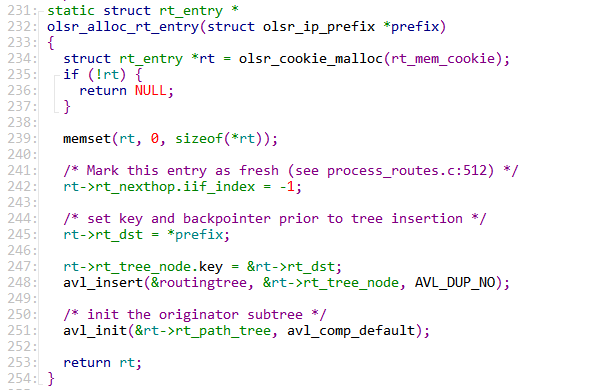 231: static struct rt_entry *
232: olsr_alloc_rt_entry(struct olsr_ip_prefix *prefix)
233: {
234:   struct rt_entry *rt = olsr_cookie_malloc(rt_mem_cookie);
235:   if (!rt) {
236:     return NULL;
237:   }
238:
239:   memset(rt, 0, sizeof(*rt));
240:
241:   /* Mark this entry as fresh (see process_routes.c:512) */
242:   rt->rt_nexthop.iif_index = -1;
243:
244:   /* set key and backpointer prior to tree insertion */
245:   rt->rt_dst = *prefix;
246:
247:   rt->rt_tree_node.key = &rt->rt_dst;
248:   avl_insert(&routingtree, &rt->rt_tree_node, AVL_DUP_NO);
249:
250:   /* init the originator subtree */
251:   avl_init(&rt->rt_path_tree, avl_comp_default);
252:
253:   return rt;
254: }